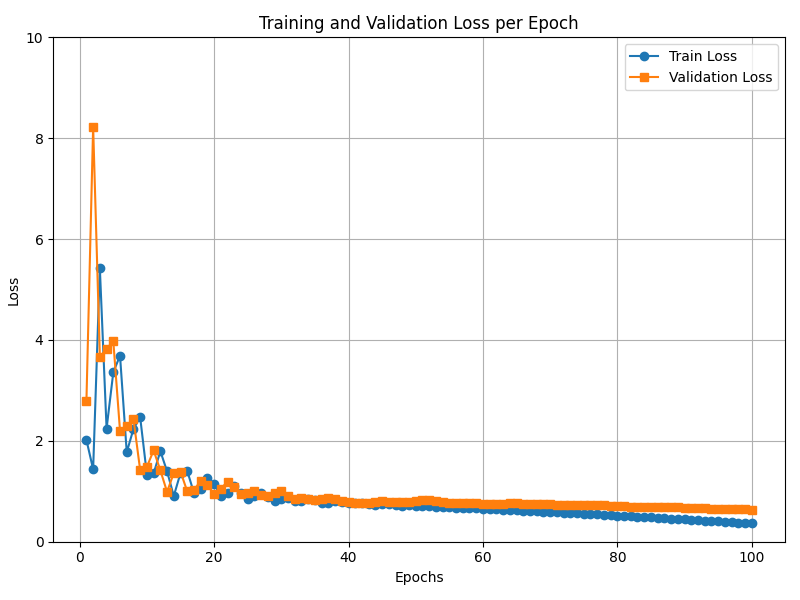 Training and Validation Loss per Epoch
10
8
6
4
2
0
Loss
Train Loss
Validation Loss
0 20 40 60 80 100
Epochs